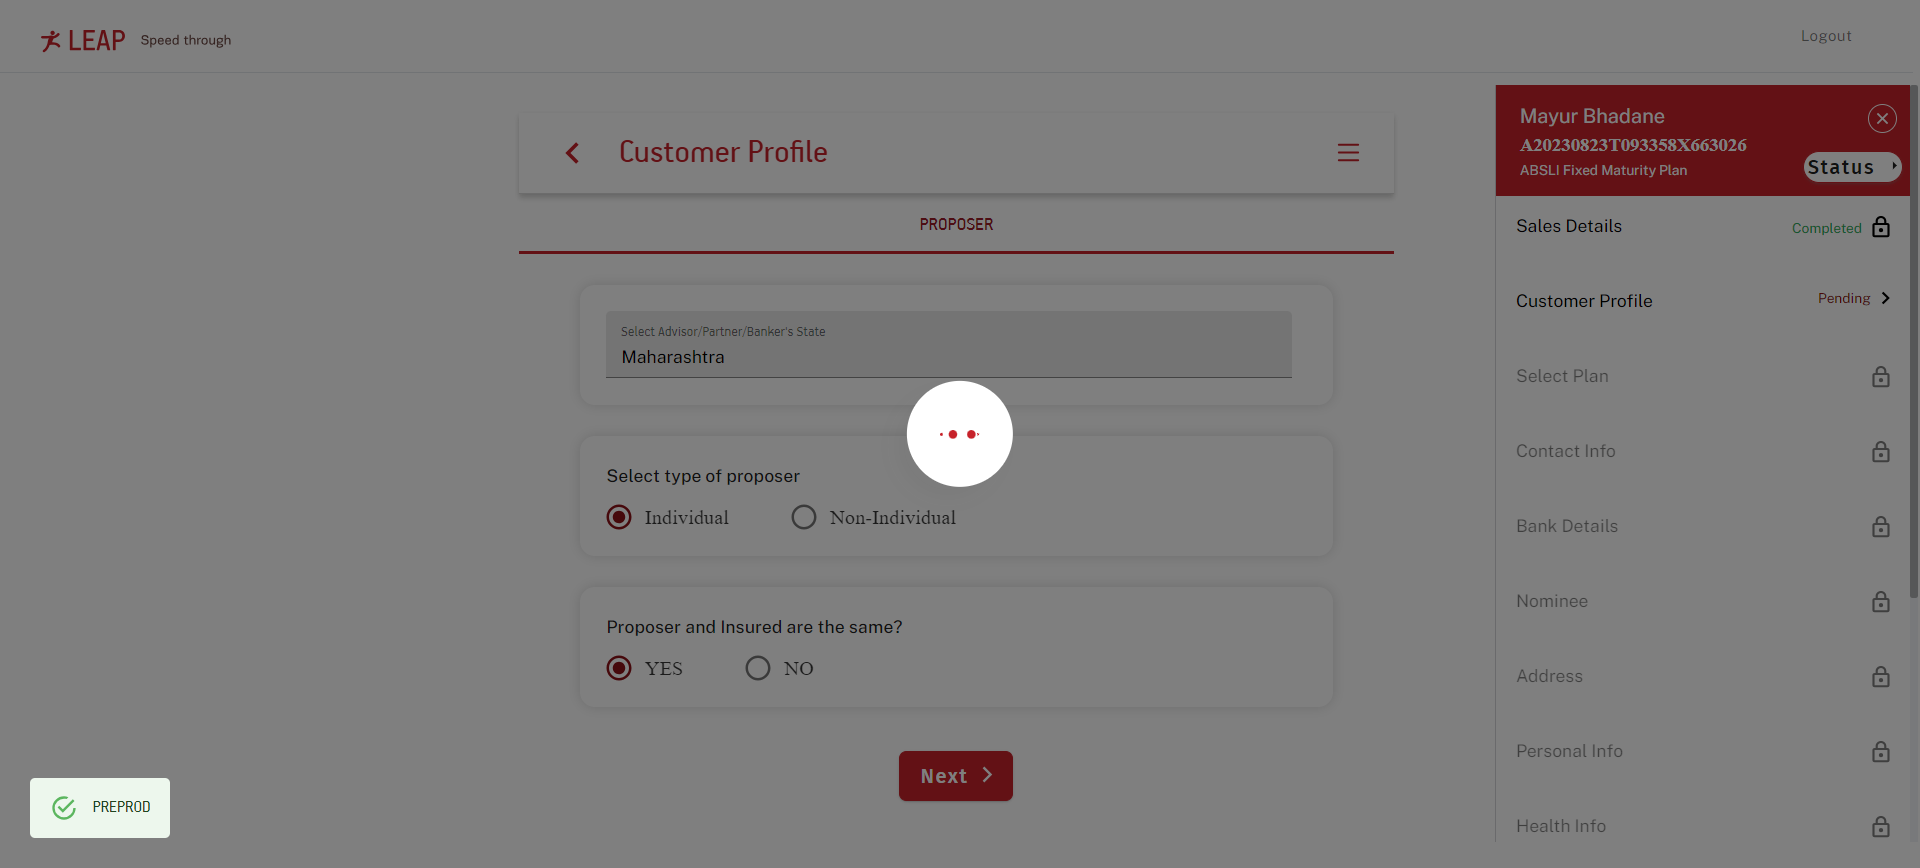 LEAP Speed through
Logout
Customer Profile
PROPOSER
Select Advisor/Partner/Banker's State
Maharashtra
Select type of proposer
Individual Non-Individual
Proposer and Insured are the same?
YES NO
Next
PREPROD
Mayur Bhadane
A20230823T093358X663026
ABSLI Fixed Maturity Plan
Status
Sales Details Completed
Customer Profile Pending
Select Plan
Contact Info
Bank Details
Nominee
Address
Personal Info
Health Info